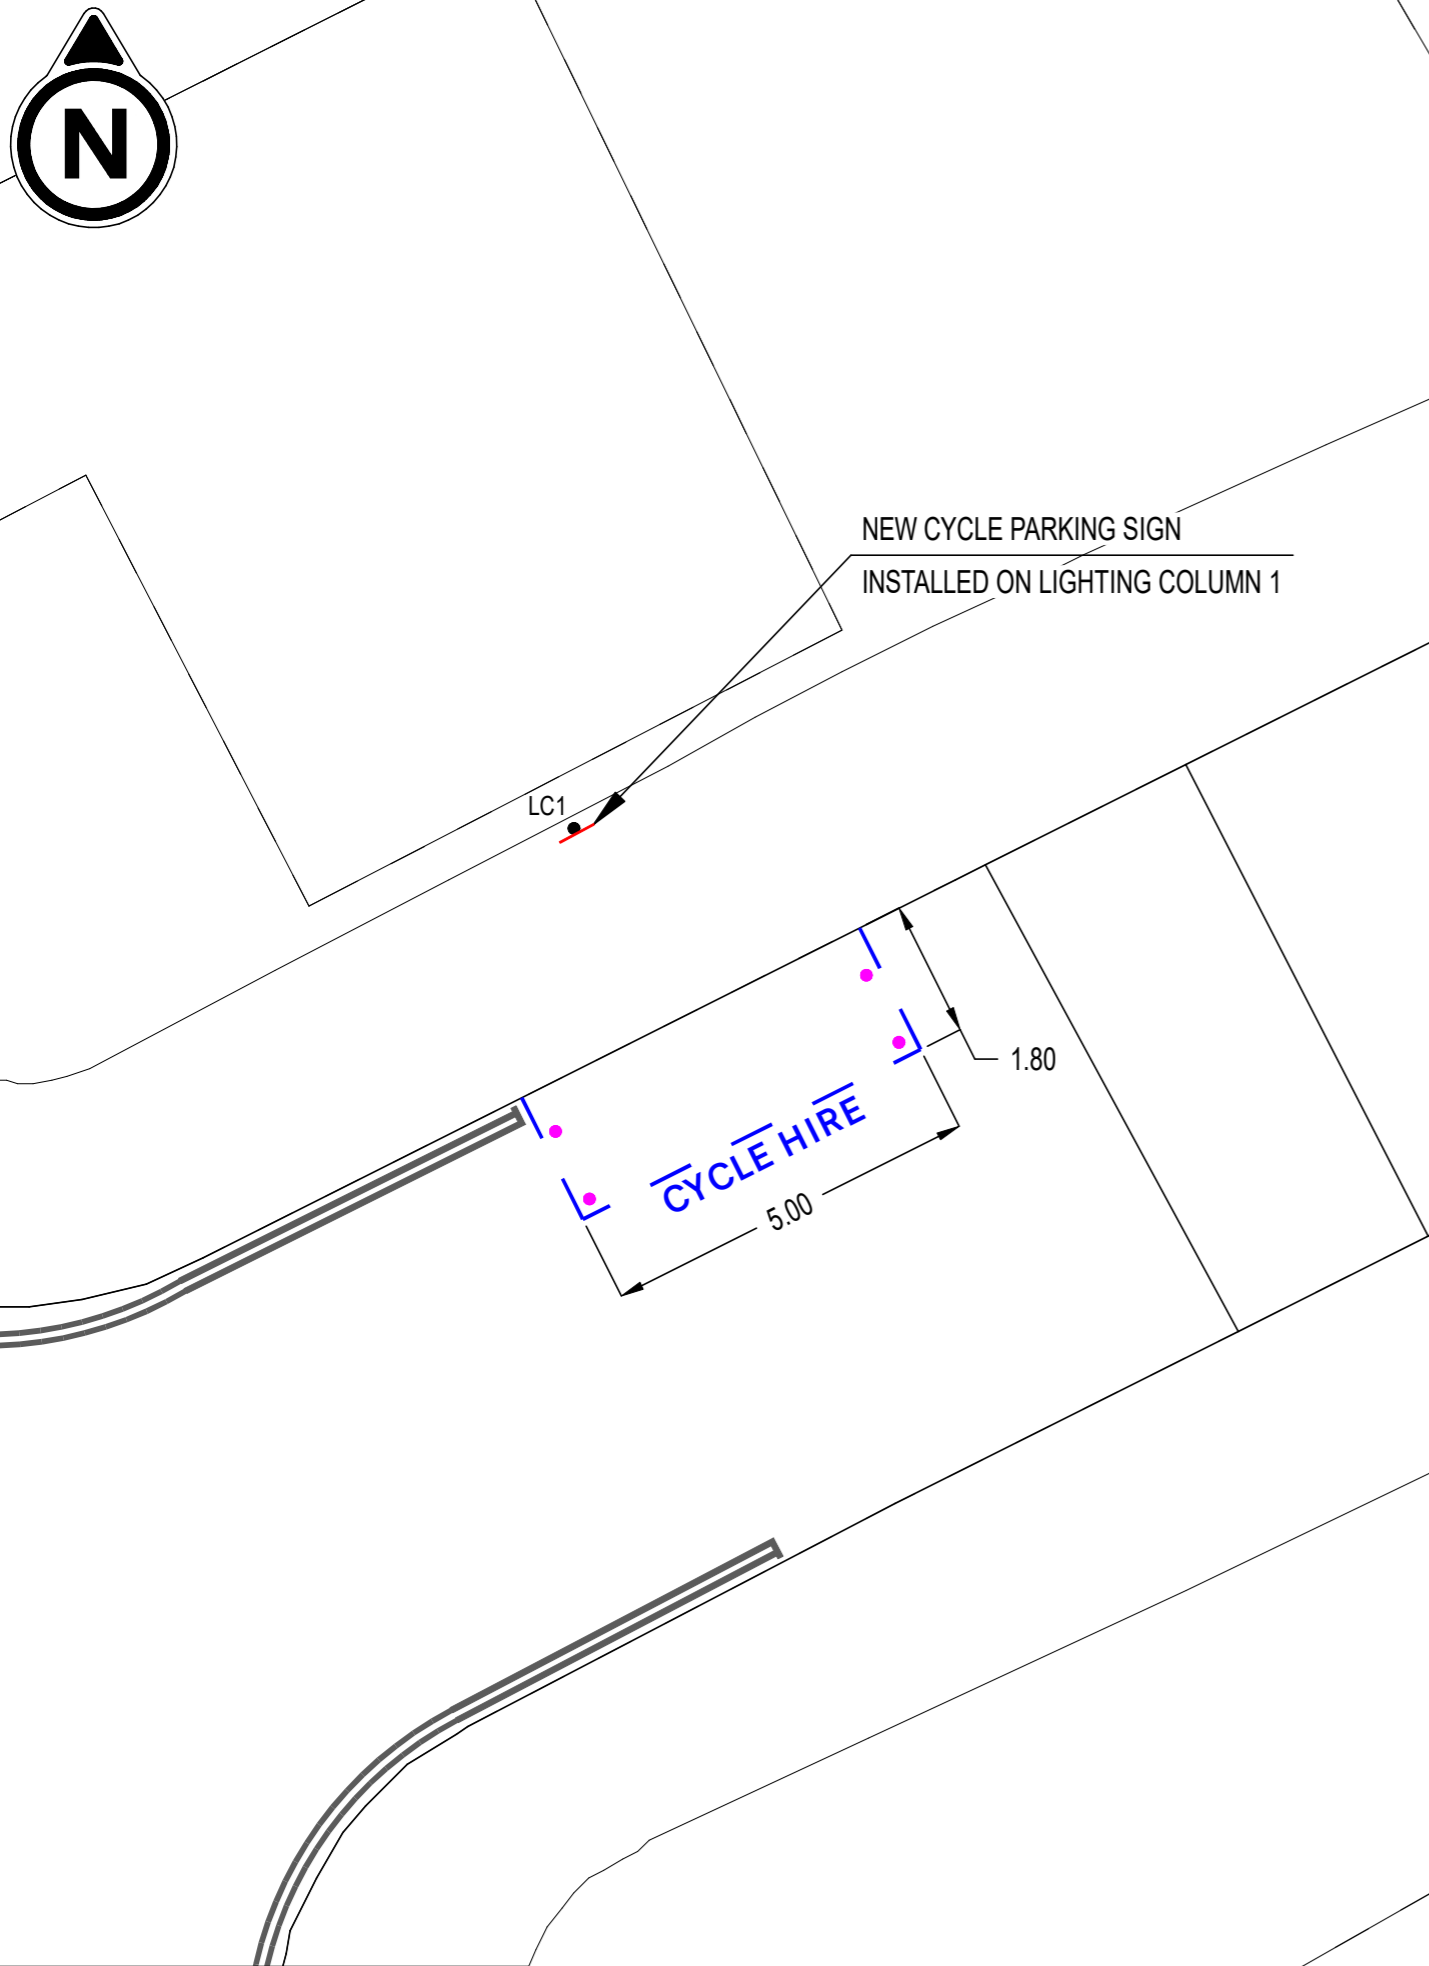 N
NEW CYCLE PARKING SIGN
INSTALLED ON LIGHTING COLUMN 1
LC1
1.80
CYCLE HIRE
5.00